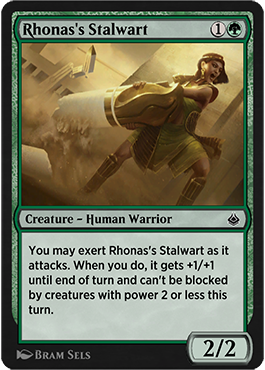 Rhonas's Stalwart 1
Creature – Human Warrior
You may exert Rhonas's Stalwart as it
attacks. When you do, it gets +1/+1
until end of turn and can't be blocked
by creatures with power 2 or less this
turn.
2/2
Bram Sels